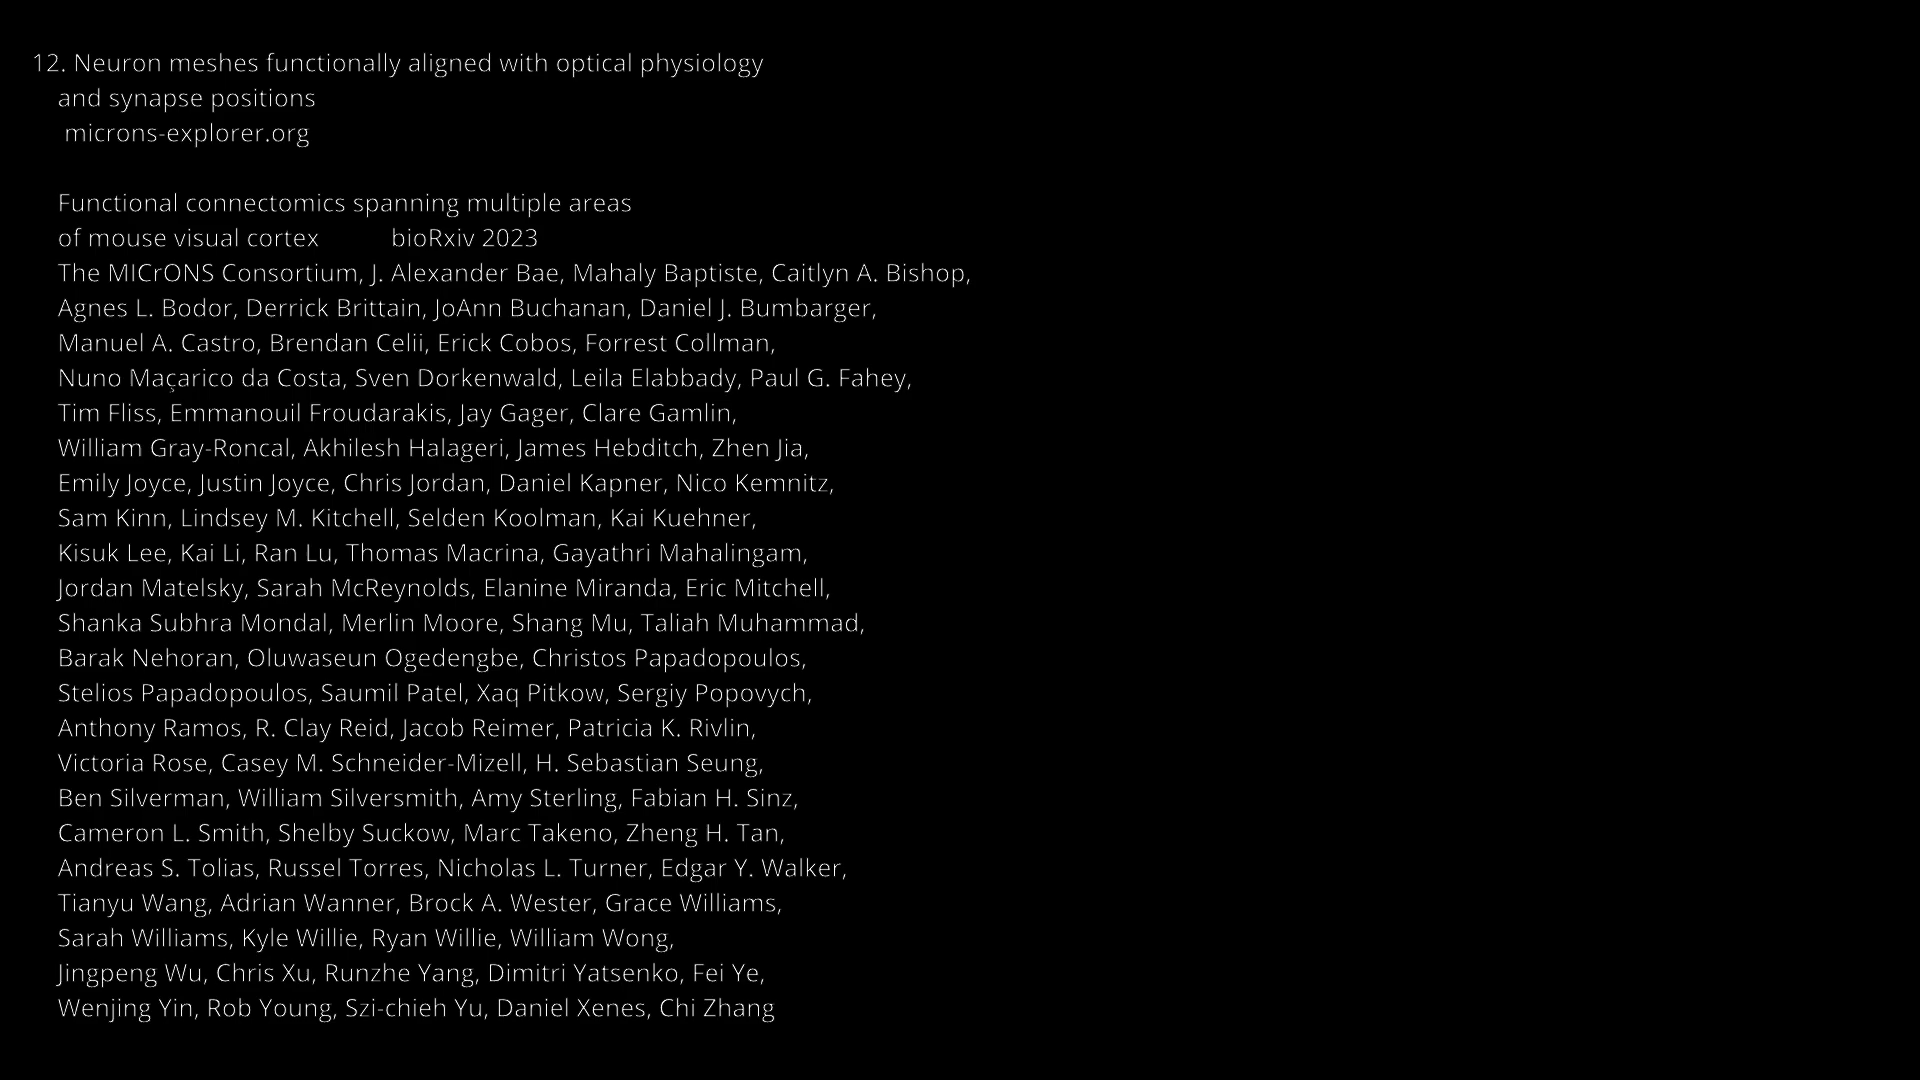 12. Neuron meshes functionally aligned with optical physiology
and synapse positions
microns-explorer.org
Functional connectomics spanning multiple areas
of mouse visual cortex bioRxiv 2023
The MICrONS Consortium, J. Alexander Bae, Mahaly Baptiste, Caitlyn A. Bishop,
Agnes L. Bodor, Derrick Brittain, JoAnn Buchanan, Daniel J. Bumbarger,
Manuel A. Castro, Brendan Celii, Erick Cobos, Forrest Collman,
Nuno Maçarico da Costa, Sven Dorkenwald, Leila Elabbady, Paul G. Fahey,
Tim Fliss, Emmanouil Froudarakis, Jay Gager, Clare Gamlin,
William Gray-Roncal, Akhilesh Halageri, James Hebditch, Zhen Jia,
Emily Joyce, Justin Joyce, Chris Jordan, Daniel Kapner, Nico Kemnitz,
Sam Kinn, Lindsey M. Kitchell, Selden Koolman, Kai Kuehner,
Kisuk Lee, Kai Li, Ran Lu, Thomas Macrina, Gayathri Mahalingam,
Jordan Matelsky, Sarah McReynolds, Elanine Miranda, Eric Mitchell,
Shanka Subhra Mondal, Merlin Moore, Shang Mu, Taliah Muhammad,
Barak Nehoran, Oluwaseun Ogedengbe, Christos Papadopoulos,
Stelios Papadopoulos, Saumil Patel, Xaq Pitkow, Sergiy Popovych,
Anthony Ramos, R. Clay Reid, Jacob Reimer, Patricia K. Rivlin,
Victoria Rose, Casey M. Schneider-Mizell, H. Sebastian Seung,
Ben Silverman, William Silversmith, Amy Sterling, Fabian H. Sinz,
Cameron L. Smith, Shelby Suckow, Marc Takeno, Zheng H. Tan,
Andreas S. Tolias, Russel Torres, Nicholas L. Turner, Edgar Y. Walker,
Tianyu Wang, Adrian Wanner, Brock A. Wester, Grace Williams,
Sarah Williams, Kyle Willie, Ryan Willie, William Wong,
Jingpeng Wu, Chris Xu, Runzhe Yang, Dimitri Yatsenko, Fei Ye,
Wenjing Yin, Rob Young, Szi-chieh Yu, Daniel Xenes, Chi Zhang